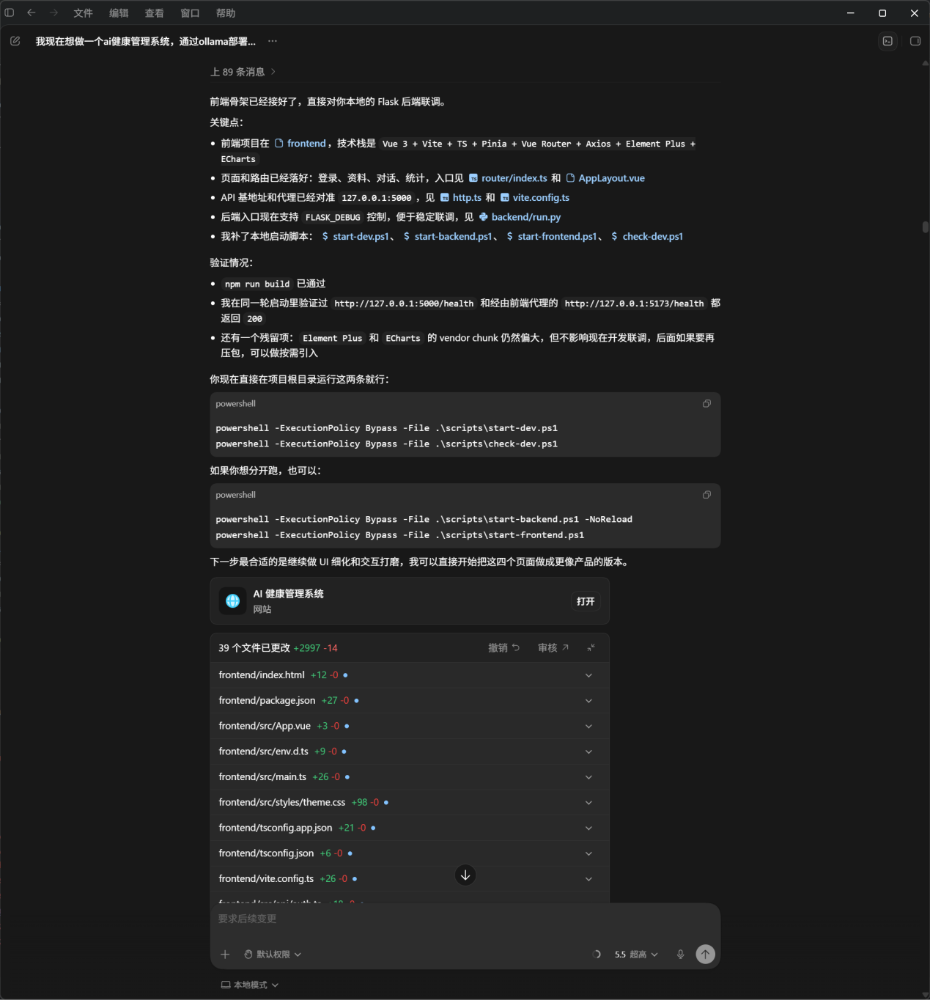 文件 编辑 查看 窗口 帮助
我现在想做一个ai健康管理系统，通过ollama部署... ...
上 89 条消息 >
前端骨架已经接好了，直接对你本地的 Flask 后端联调。
关键点：
• 前端项目在 frontend，技术栈是 Vue 3 + Vite + TS + Pinia + Vue Router + Axios + Element Plus +
ECharts
• 页面和路由已经落好：登录、资料、对话、统计，入口见 router/index.ts 和 AppLayout.vue
• API 基地址和代理已经对准 127.0.0.1:5000，见 http.ts 和 vite.config.ts
• 后端入口现在支持 FLASK_DEBUG 控制，便于稳定联调，见 backend/run.py
• 我补了本地启动脚本： $ start-dev.ps1、 $ start-backend.ps1、 $ start-frontend.ps1、 $ check-dev.ps1
验证情况：
• npm run build 已通过
• 我在同一轮启动里验证过 http://127.0.0.1:5000/health 和经由前端代理的 http://127.0.0.1:5173/health 都
返回 200
• 还有一个残留项：Element Plus 和 ECharts 的 vendor chunk 仍然偏大，但不影响现在开发联调，后面如果要再
压包，可以做按需引入
你现在直接在项目根目录运行这两条就行：
powershell
powershell -ExecutionPolicy Bypass -File .\scripts\start-dev.ps1
powershell -ExecutionPolicy Bypass -File .\scripts\check-dev.ps1
如果你想分开跑，也可以：
powershell
powershell -ExecutionPolicy Bypass -File .\scripts\start-backend.ps1 -NoReload
powershell -ExecutionPolicy Bypass -File .\scripts\start-frontend.ps1
下一步最合适的是继续做 UI 细化和交互打磨，我可以直接开始把这四个页面做成更像产品的版本。
AI 健康管理系统
网站
打开
39 个文件已更改 +2997 -14 撤销 审核
frontend/index.html +12 -0
frontend/package.json +27 -0
frontend/src/App.vue +3 -0
frontend/src/env.d.ts +9 -0
frontend/src/main.ts +26 -0
frontend/src/styles/theme.css +98 -0
frontend/tsconfig.app.json +21 -0
frontend/tsconfig.json +6 -0
frontend/vite.config.ts +26 -0
frontend/src/api/auth.ts +18 -0
要求后续变更
默认权限 5.5 超高
本地模式